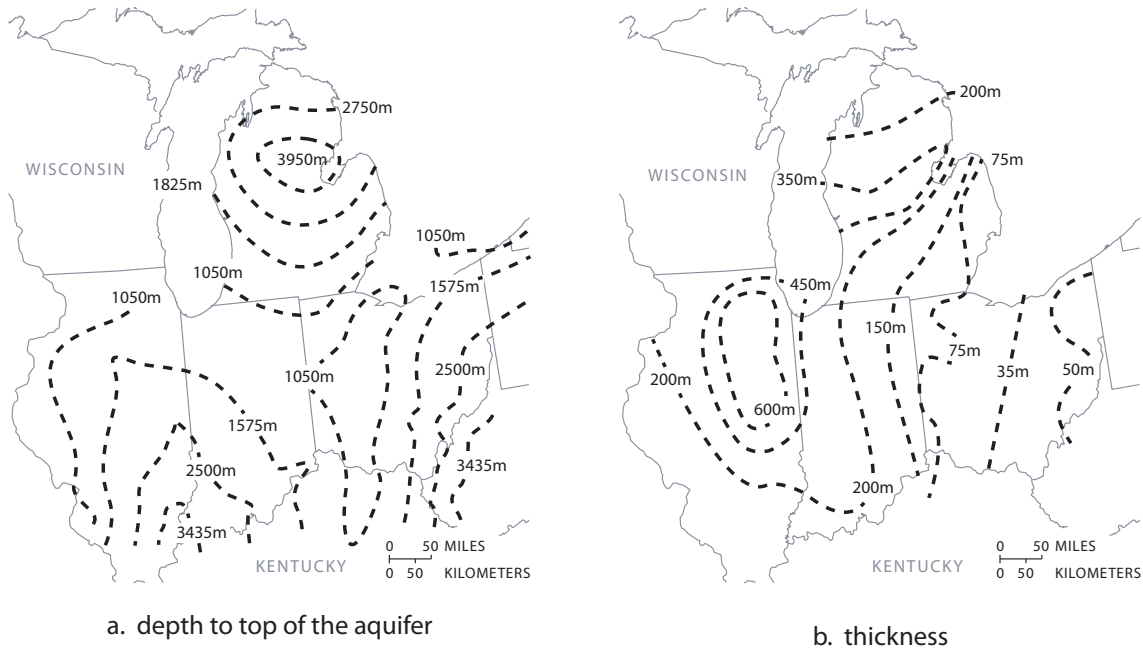 2750m
3950m
WISCONSIN
1825m
1050m
1050m
1050m
1575m
1050m
2500m
1575m
2500m
3435m
3435m
KENTUCKY
0 50 MILES
0 50 KILOMETERS
a. depth to top of the aquifer
200m
75m
WISCONSIN
350m
450m
150m
75m
200m
35m
50m
600m
200m
KENTUCKY
0 50 MILES
0 50 KILOMETERS
b. thickness